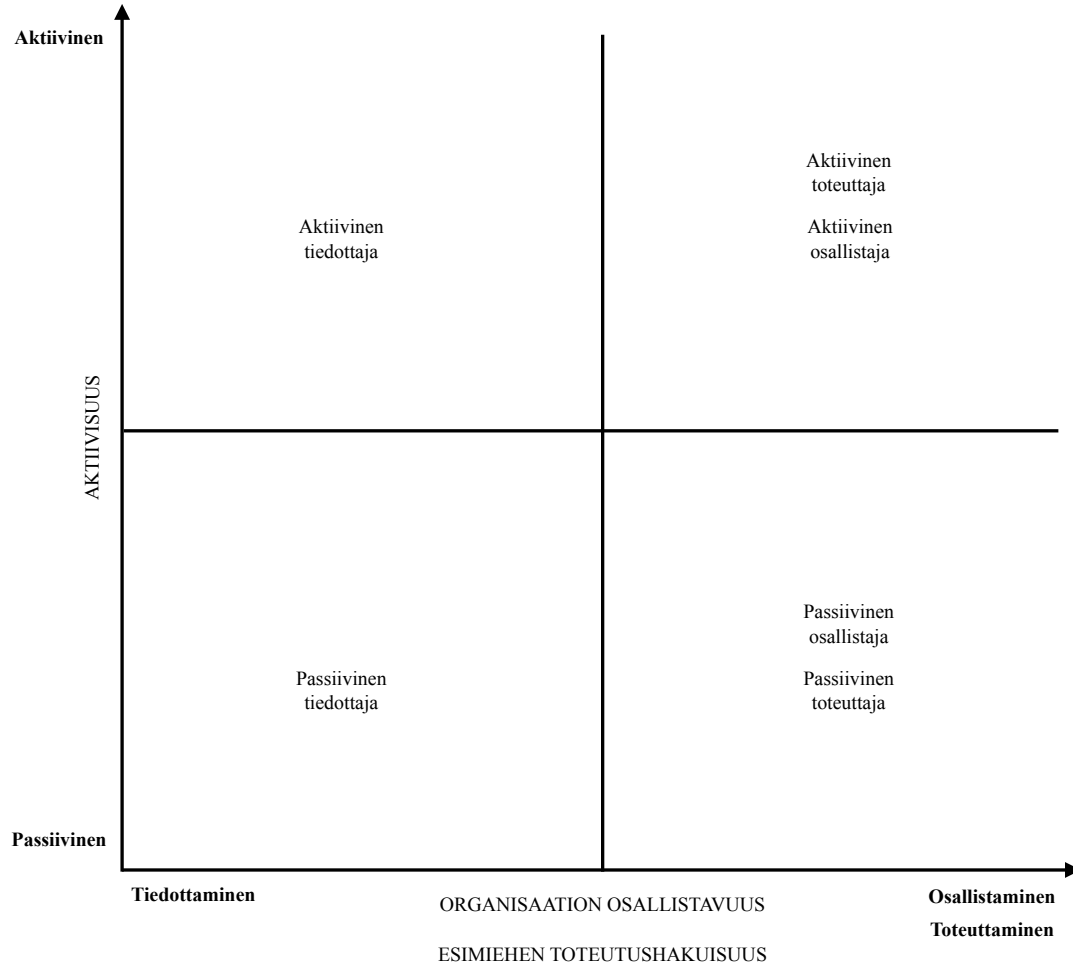 Aktiivinen
Aktiivinen
toteuttaja
Aktiivinen
tiedottaja
Aktiivinen
osallistaja
AKTIIVISUUS
Passiivinen
osallistaja
Passiivinen
tiedottaja
Passiivinen
toteuttaja
Passiivinen
Tiedottaminen
ORGANISAATION OSALLISTAVUUS
Osallistaminen
Toteuttaminen
ESIMIEHEN TOTEUTUSHAKUISUUS